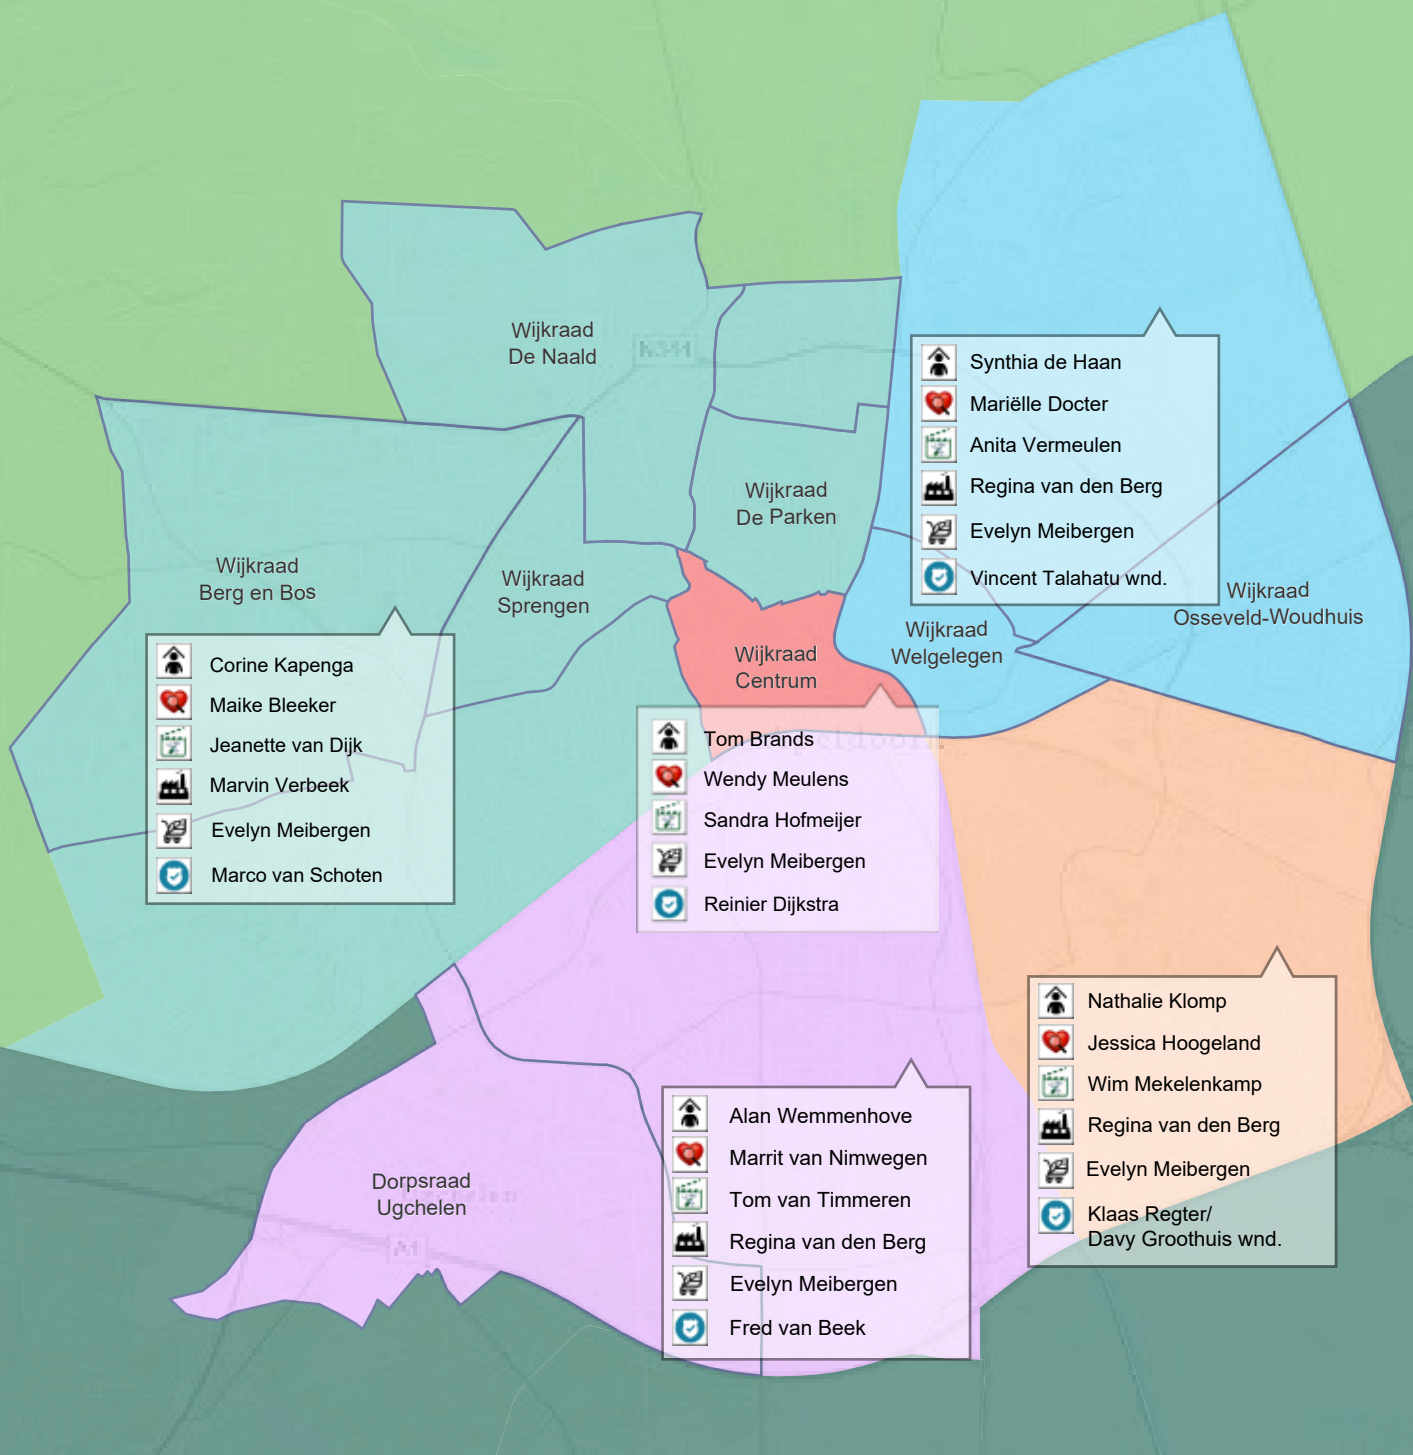 Wijkraad
De Naald
Synthia de Haan
Mariëlle Docter
Anita Vermeulen
Regina van den Berg
Evelyn Meibergen
Vincent Talahatu wnd.
Wijkraad
De Parken
Wijkraad
Berg en Bos
Wijkraad
Sprengen
Wijkraad
Osseveld-Woudhuis
Wijkraad
Welgelegen
Wijkraad
Centrum
Corine Kapenga
Maike Bleeker
Jeanette van Dijk
Marvin Verbeek
Evelyn Meibergen
Marco van Schoten
Tom Brands
Wendy Meulens
Sandra Hofmeijer
Evelyn Meibergen
Reinier Dijkstra
Nathalie Klomp
Jessica Hoogeland
Wim Mekelenkamp
Regina van den Berg
Evelyn Meibergen
Klaas Regter/
Davy Groothuis wnd.
Alan Wemmenhove
Marrit van Nimwegen
Tom van Timmeren
Regina van den Berg
Evelyn Meibergen
Fred van Beek
Dorpsraad
Ugchelen
A1